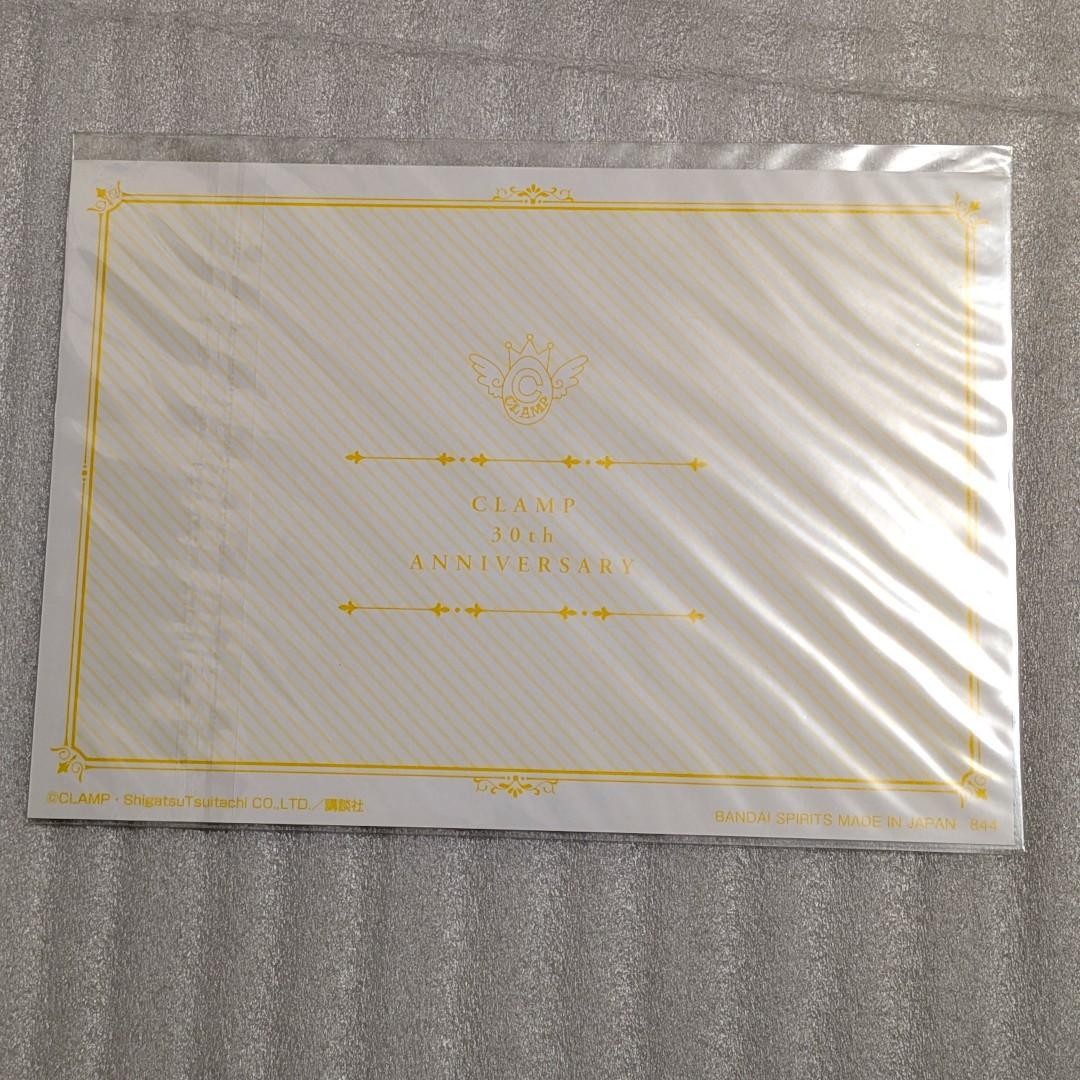 C
CLAMP
CLAMP
30th
ANNIVERSARY
©CLAMP・ShigatsuTsuitachi CO.,LTD.／講談社
BANDAI SPIRITS MADE IN JAPAN 844